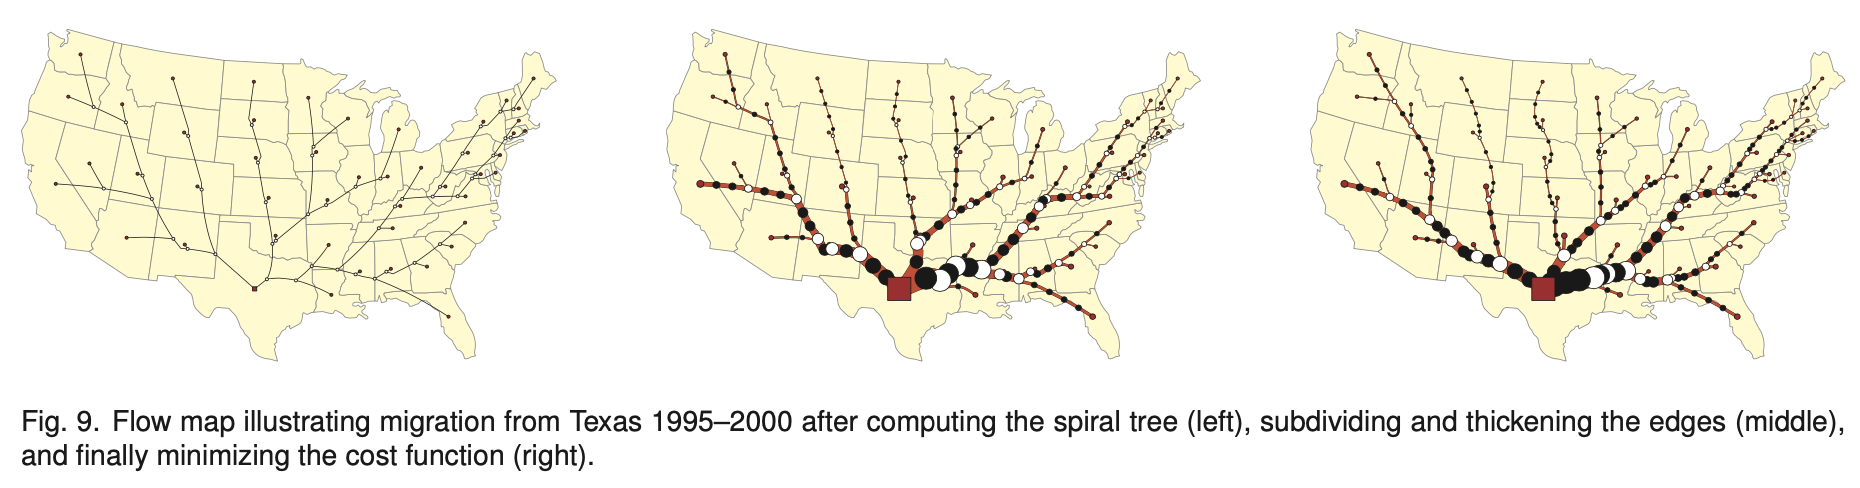 Fig. 9. Flow map illustrating migration from Texas 1995–2000 after computing the spiral tree (left), subdividing and thickening the edges (middle),
and finally minimizing the cost function (right).